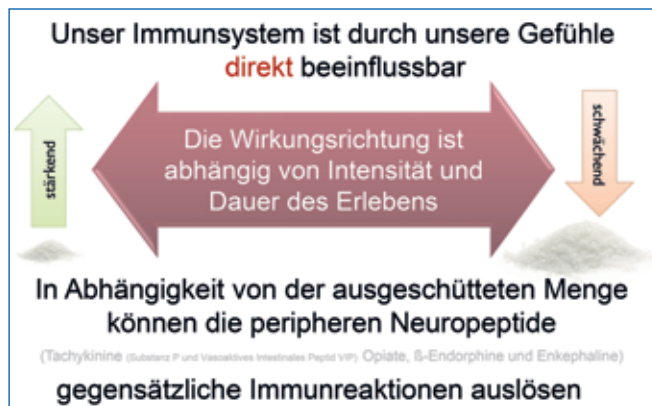 Unser Immunsystem ist durch unsere Gefühle
direkt beeinflussbar
stärkend
Die Wirkungsrichtung ist
abhängig von Intensität und
Dauer des Erlebens
schwächend
In Abhängigkeit von der ausgeschütteten Menge
können die peripheren Neuropeptide
(Tachykinine (Substanz P und Vasoaktives Intestinales Peptid VIP) Opiate, ß-Endorphine und Enkephaline)
gegensätzliche Immunreaktionen auslösen